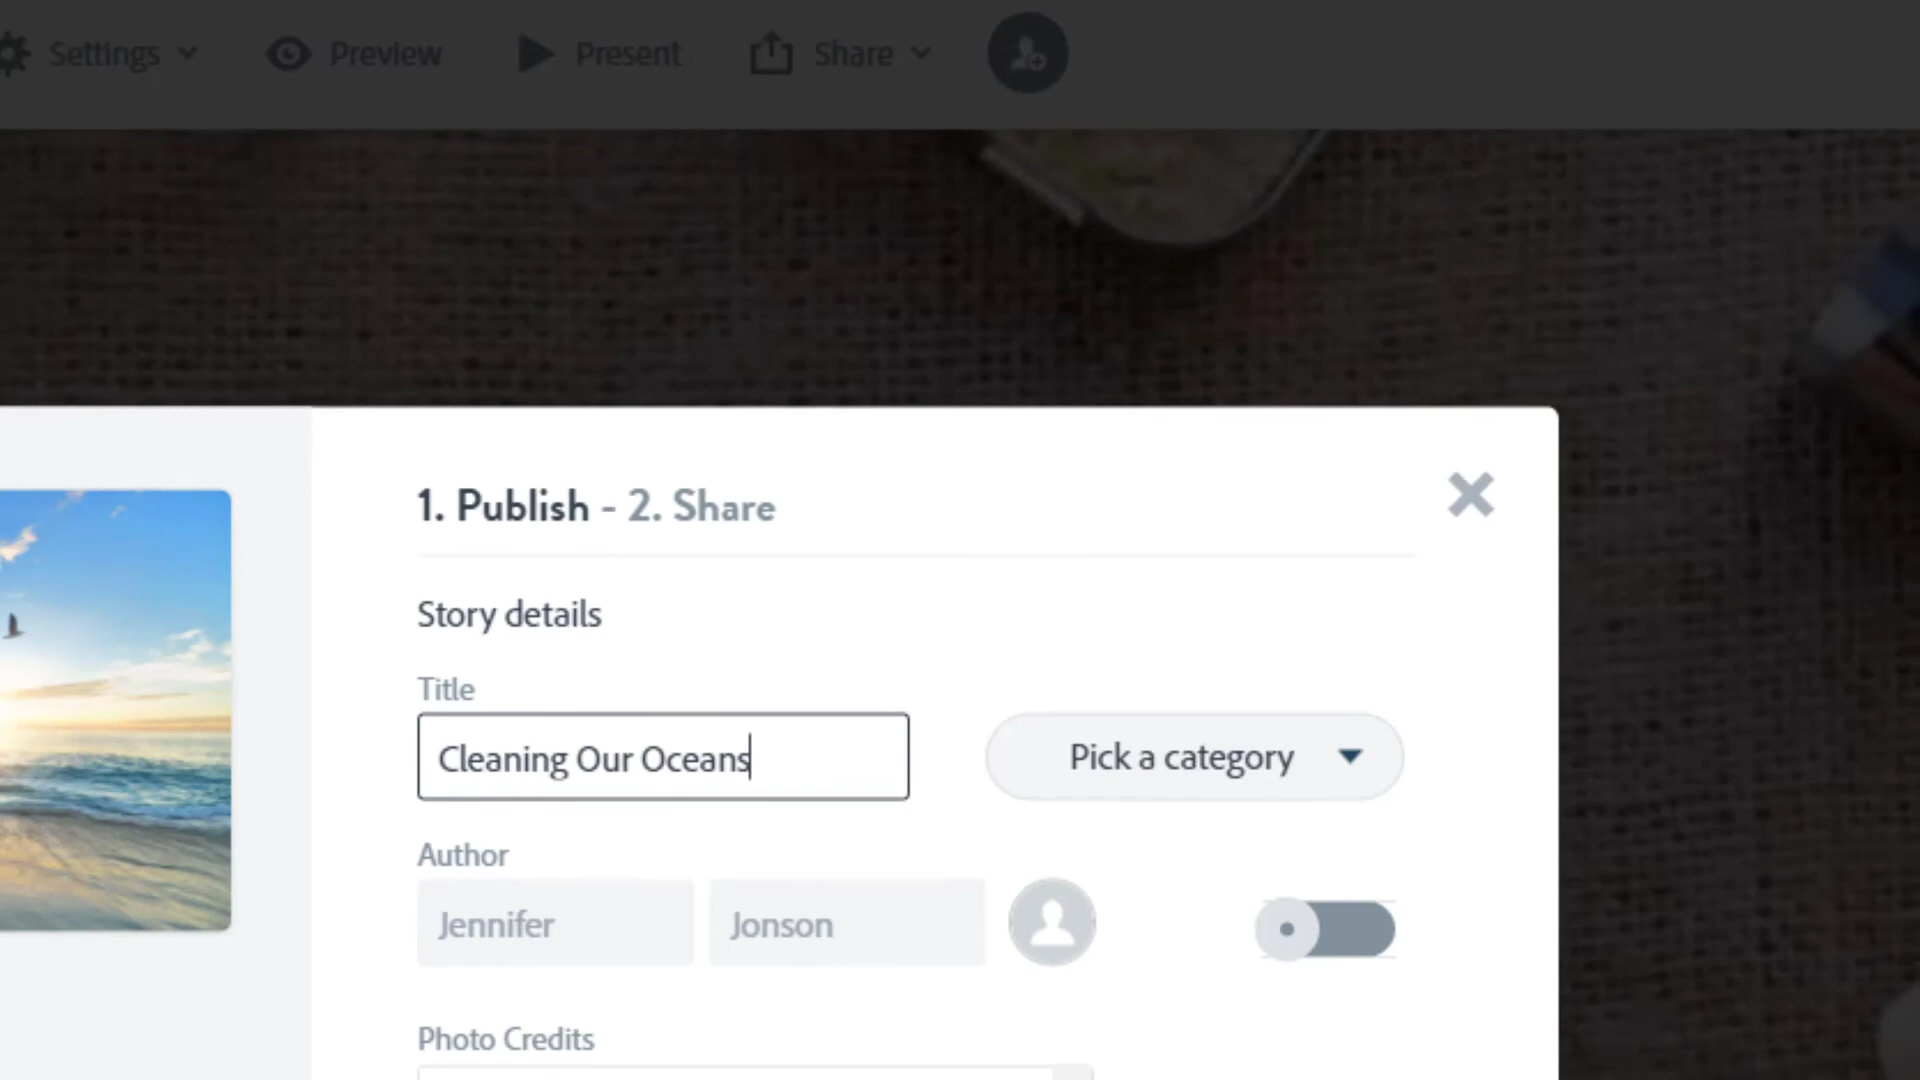 Settings Preview Present Share
1. Publish - 2. Share
Story details
Title
Cleaning Our Oceans
Pick a category
Author
Jennifer Jonson
Photo Credits